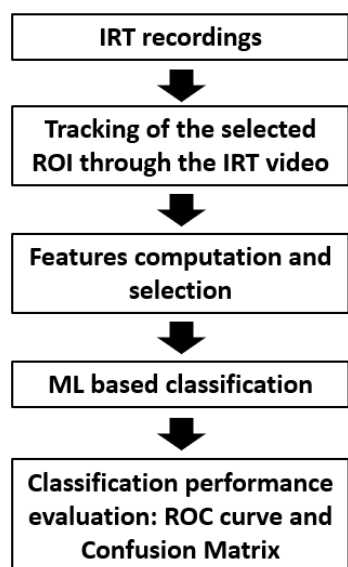 IRT recordings
Tracking of the selected
ROI through the IRT video
Features computation and
selection
ML based classification
Classification performance
evaluation: ROC curve and
Confusion Matrix